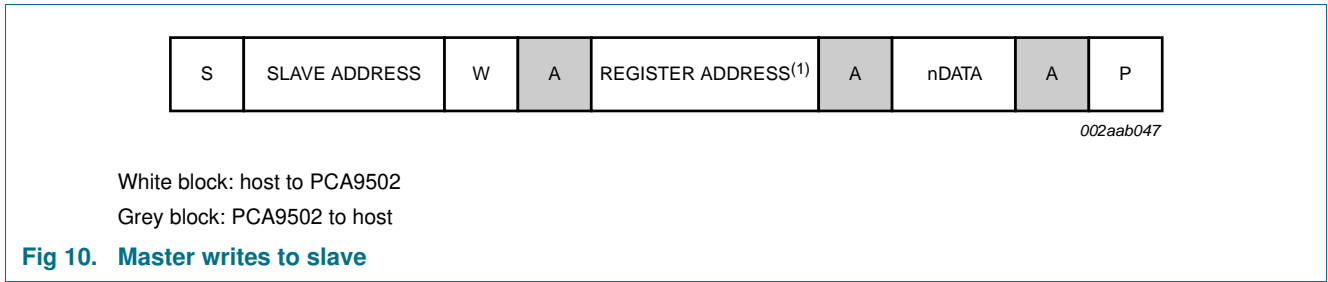 S SLAVE ADDRESS W A REGISTER ADDRESS(1) A nDATA A P
002aab047
White block: host to PCA9502
Grey block: PCA9502 to host
Fig 10. Master writes to slave